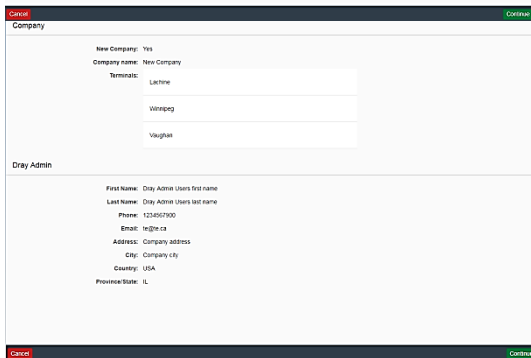 Cancel Continue
Company
New Company: Yes
Company name: New Company
Terminals:
Lachine
Winnipeg
Vaughan
Dray Admin
First Name: Dray Admin Users first name
Last Name: Dray Admin Users last name
Phone: 1234567900
Email: te@te.ca
Address: Company address
City: Company city
Country: USA
Province/State: IL
Cancel Continue